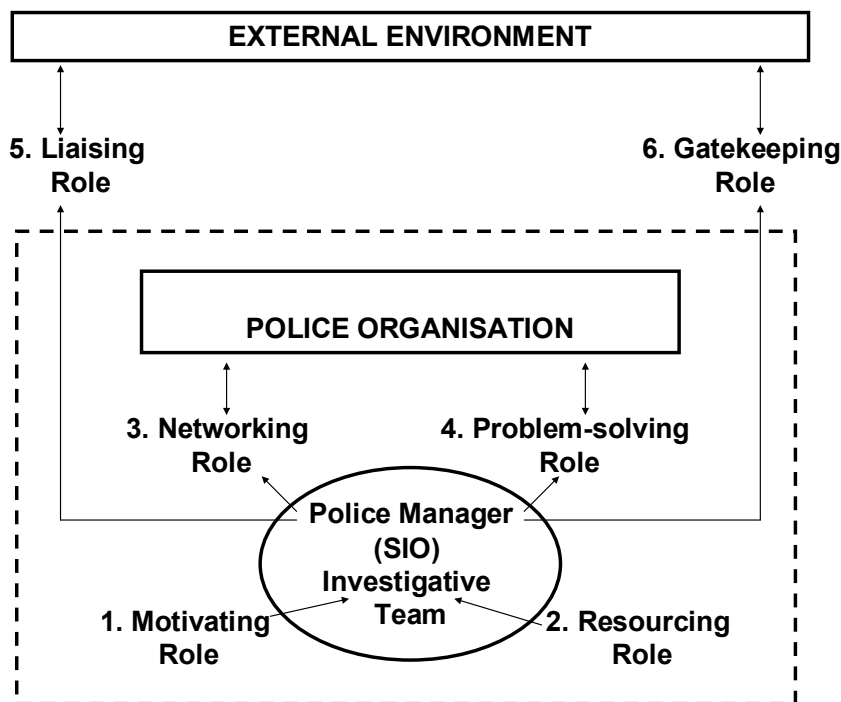 EXTERNAL ENVIRONMENT
5. Liaising
Role
6. Gatekeeping
Role
POLICE ORGANISATION
3. Networking
Role
4. Problem-solving
Role
Police Manager
(SIO)
Investigative
Team
1. Motivating
Role
2. Resourcing
Role